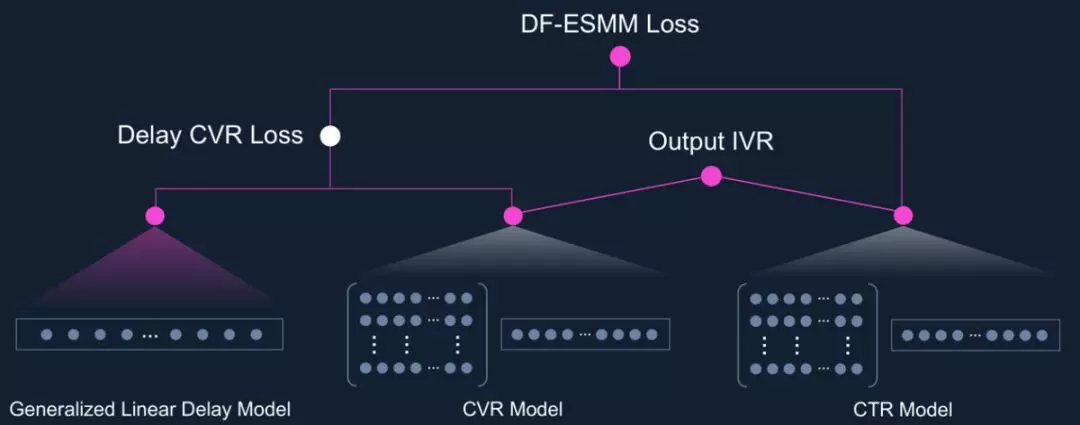 DF-ESMM Loss
Delay CVR Loss
Output IVR
Generalized Linear Delay Model
CVR Model
CTR Model